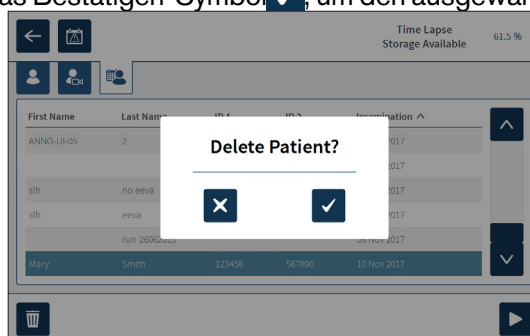 as Bestätigen-Symbol , um den ausgewäh
Time Lapse
Storage Available 61.5 %
First Name Last Name ID 1 ID 2 Insemination
ANNO-UI-05 2 2017
Delete Patient?
2017
slh no eeva 2017
slh eeva 2017
run-26062015 09 Nov 2017
Mary Smith 123456 567890 10 Nov 2017